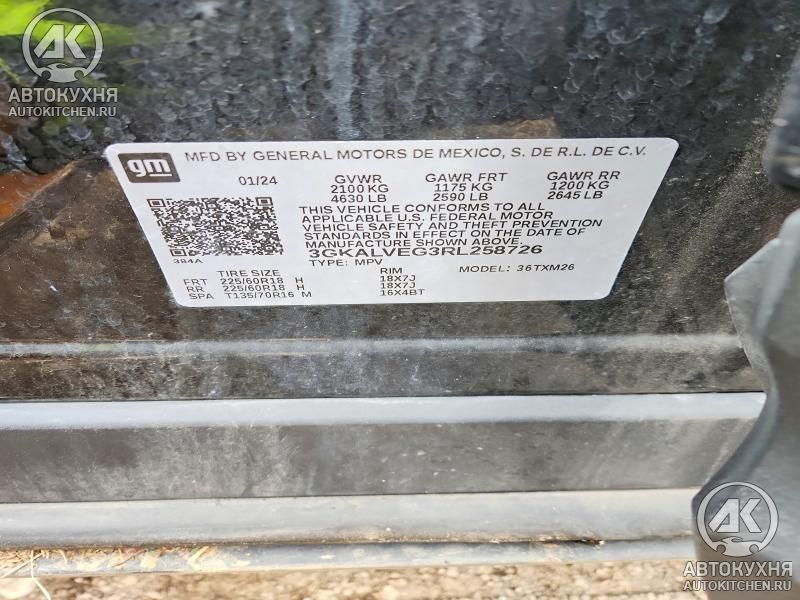 AK
АВТОКУХНЯ
AUTOKITCHEN.RU
gm MFD BY GENERAL MOTORS DE MEXICO, S. DE R.L. DE C.V.
01/24 GVWR GAWR FRT GAWR RR
2100 KG 1175 KG 1200 KG
4630 LB 2590 LB 2645 LB
THIS VEHICLE CONFORMS TO ALL
APPLICABLE U.S. FEDERAL MOTOR
VEHICLE SAFETY AND THEFT PREVENTION
STANDARDS IN EFFECT ON THE DATE OF
MANUFACTURE SHOWN ABOVE.
384A 3GKALVEG3RL258726
TYPE: MPV MODEL: 36TXM26
TIRE SIZE RIM
FRT 225/60R18 H 18X7J
RR 225/60R18 H 18X7J
SPA T135/70R16 M 16X4BT
AK
АВТОКУХНЯ
AUTOKITCHEN.RU